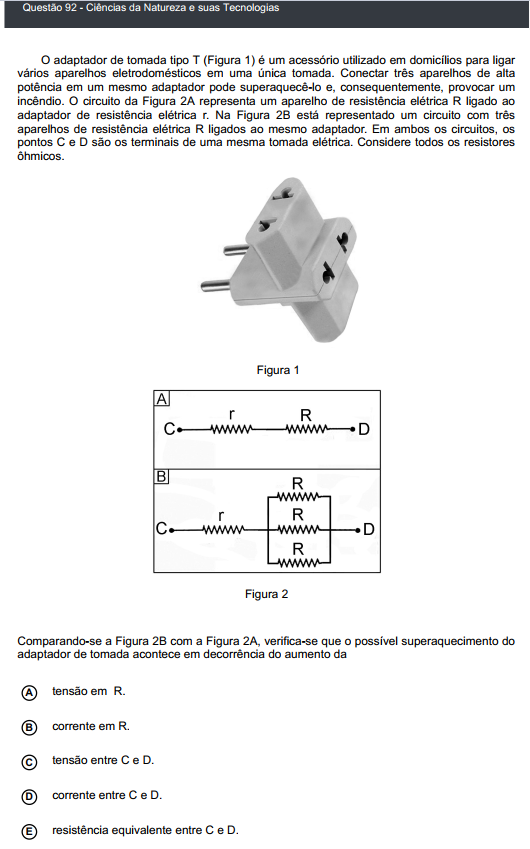 Questão 92 - Ciências da Natureza e suas Tecnologias
O adaptador de tomada tipo T (Figura 1) é um acessório utilizado em domicílios para ligar
vários aparelhos eletrodomésticos em uma única tomada. Conectar três aparelhos de alta
potência em um mesmo adaptador pode superaquecê-lo e, consequentemente, provocar um
incêndio. O circuito da Figura 2A representa um aparelho de resistência elétrica R ligado ao
adaptador de resistência elétrica r. Na Figura 2B está representado um circuito com três
aparelhos de resistência elétrica R ligados ao mesmo adaptador. Em ambos os circuitos, os
pontos C e D são os terminais de uma mesma tomada elétrica. Considere todos os resistores
ôhmicos.
Figura 1
A
r R
C D
B
R
r R
C D
R
Figura 2
Comparando-se a Figura 2B com a Figura 2A, verifica-se que o possível superaquecimento do
adaptador de tomada acontece em decorrência do aumento da
A tensão em R.
B corrente em R.
C tensão entre C e D.
D corrente entre C e D.
E resistência equivalente entre C e D.